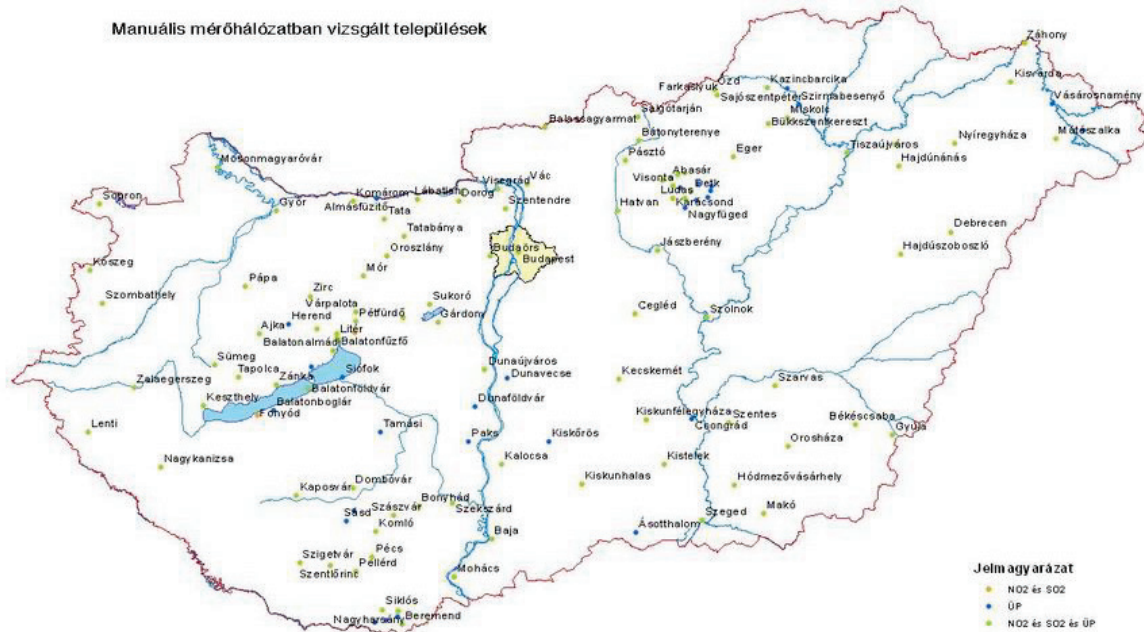 Manuális mérőhálózatban vizsgált települések
Záhony
Kisvárda
Vásárosnamény
Mátészalka
Nyíregyháza
Ózd
Kazincbarcika
Farkaslyuk
Sajószentpéter
Szirmabesenyő
Miskolc
Bükkszentkereszt
Salgótarján
Balassagyarmat
Bátonyterenye
Eger
Tiszaújváros
Hajdúnánás
Pásztó
Abasár
Visonta
Detk
Ludas
Karácsond
Nagyfüged
Hatvan
Debrecen
Hajdúszoboszló
Jászberény
Mosonmagyaróvár
Sopron
Győr
Komárom
Lábatlan
Almásfüzitő
Dorog
Visegrád
Vác
Szentendre
Tata
Tatabánya
Oroszlány
Budaörs
Budapest
Kőszeg
Szombathely
Pápa
Mór
Zirc
Várpalota
Sukoró
Herend
Pétfürdő
Gárdony
Cegléd
Szolnok
Ajka
Litér
Balatonalmádi
Balatonfűzfő
Sümeg
Tapolca
Zánka
Siófok
Dunaújváros
Dunavecse
Kecskemét
Szarvas
Zalaegerszeg
Balatonföldvár
Keszthely
Balatonboglár
Fonyód
Dunaföldvár
Lenti
Tamási
Paks
Kiskőrös
Kiskunfélegyháza
Szentes
Csongrád
Békéscsaba
Gyula
Orosháza
Nagykanizsa
Kalocsa
Kistelek
Kiskunhalas
Hódmezővásárhely
Kaposvár
Dombóvár
Bonyhád
Szekszárd
Sásd
Szászvár
Komló
Makó
Szeged
Ásotthalom
Baja
Szigetvár
Pécs
Szentlőrinc
Pellérd
Mohács
Siklós
Nagyharsány
Beremend
Jelmagyarázat
NO2 és SO2
ÜP
NO2 és SO2 és ÜP